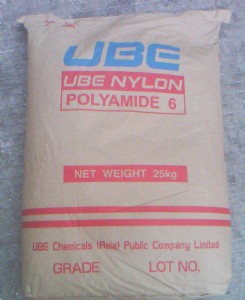 UBE
UBE NYLON
POLYAMIDE 6
NET WEIGHT 25kg
UBE Chemicals (Asia) Public Company Limited
GRADE LOT NO.